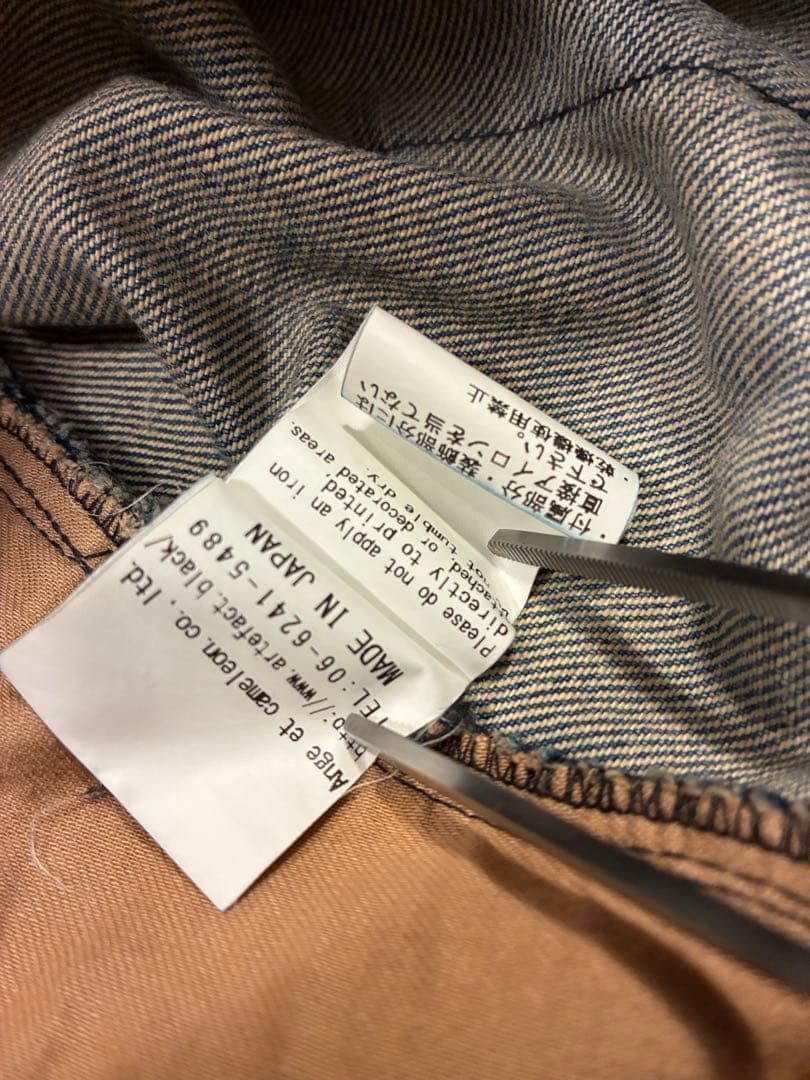 ・付属部分・装飾部分には
直接アイロンを当てない
で下さい。
・乾燥機使用禁止
Please do not apply an iron
directly to printed,
attached, or decorated areas.
not tumble dry.
Ange et cameleon.co., ltd.
http://www.artefact.black/
TEL:06-6241-5489
MADE IN JAPAN